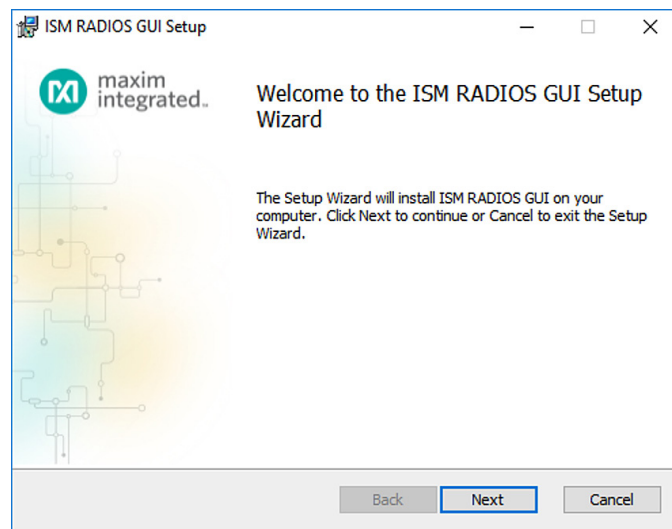 ISM RADIOS GUI Setup
maxim
integrated™
Welcome to the ISM RADIOS GUI Setup
Wizard
The Setup Wizard will install ISM RADIOS GUI on your
computer. Click Next to continue or Cancel to exit the Setup
Wizard.
Back Next Cancel